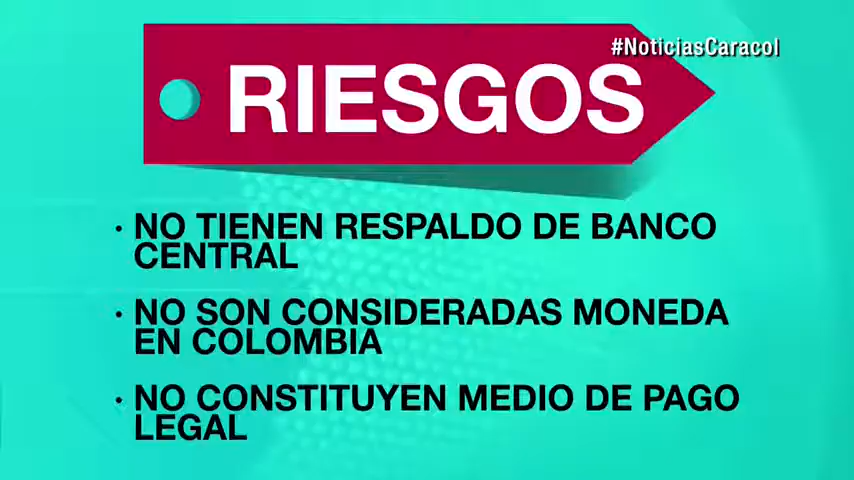 #NoticiasCaracol
RIESGOS
· NO TIENEN RESPALDO DE BANCO
CENTRAL
· NO SON CONSIDERADAS MONEDA
EN COLOMBIA
· NO CONSTITUYEN MEDIO DE PAGO
LEGAL